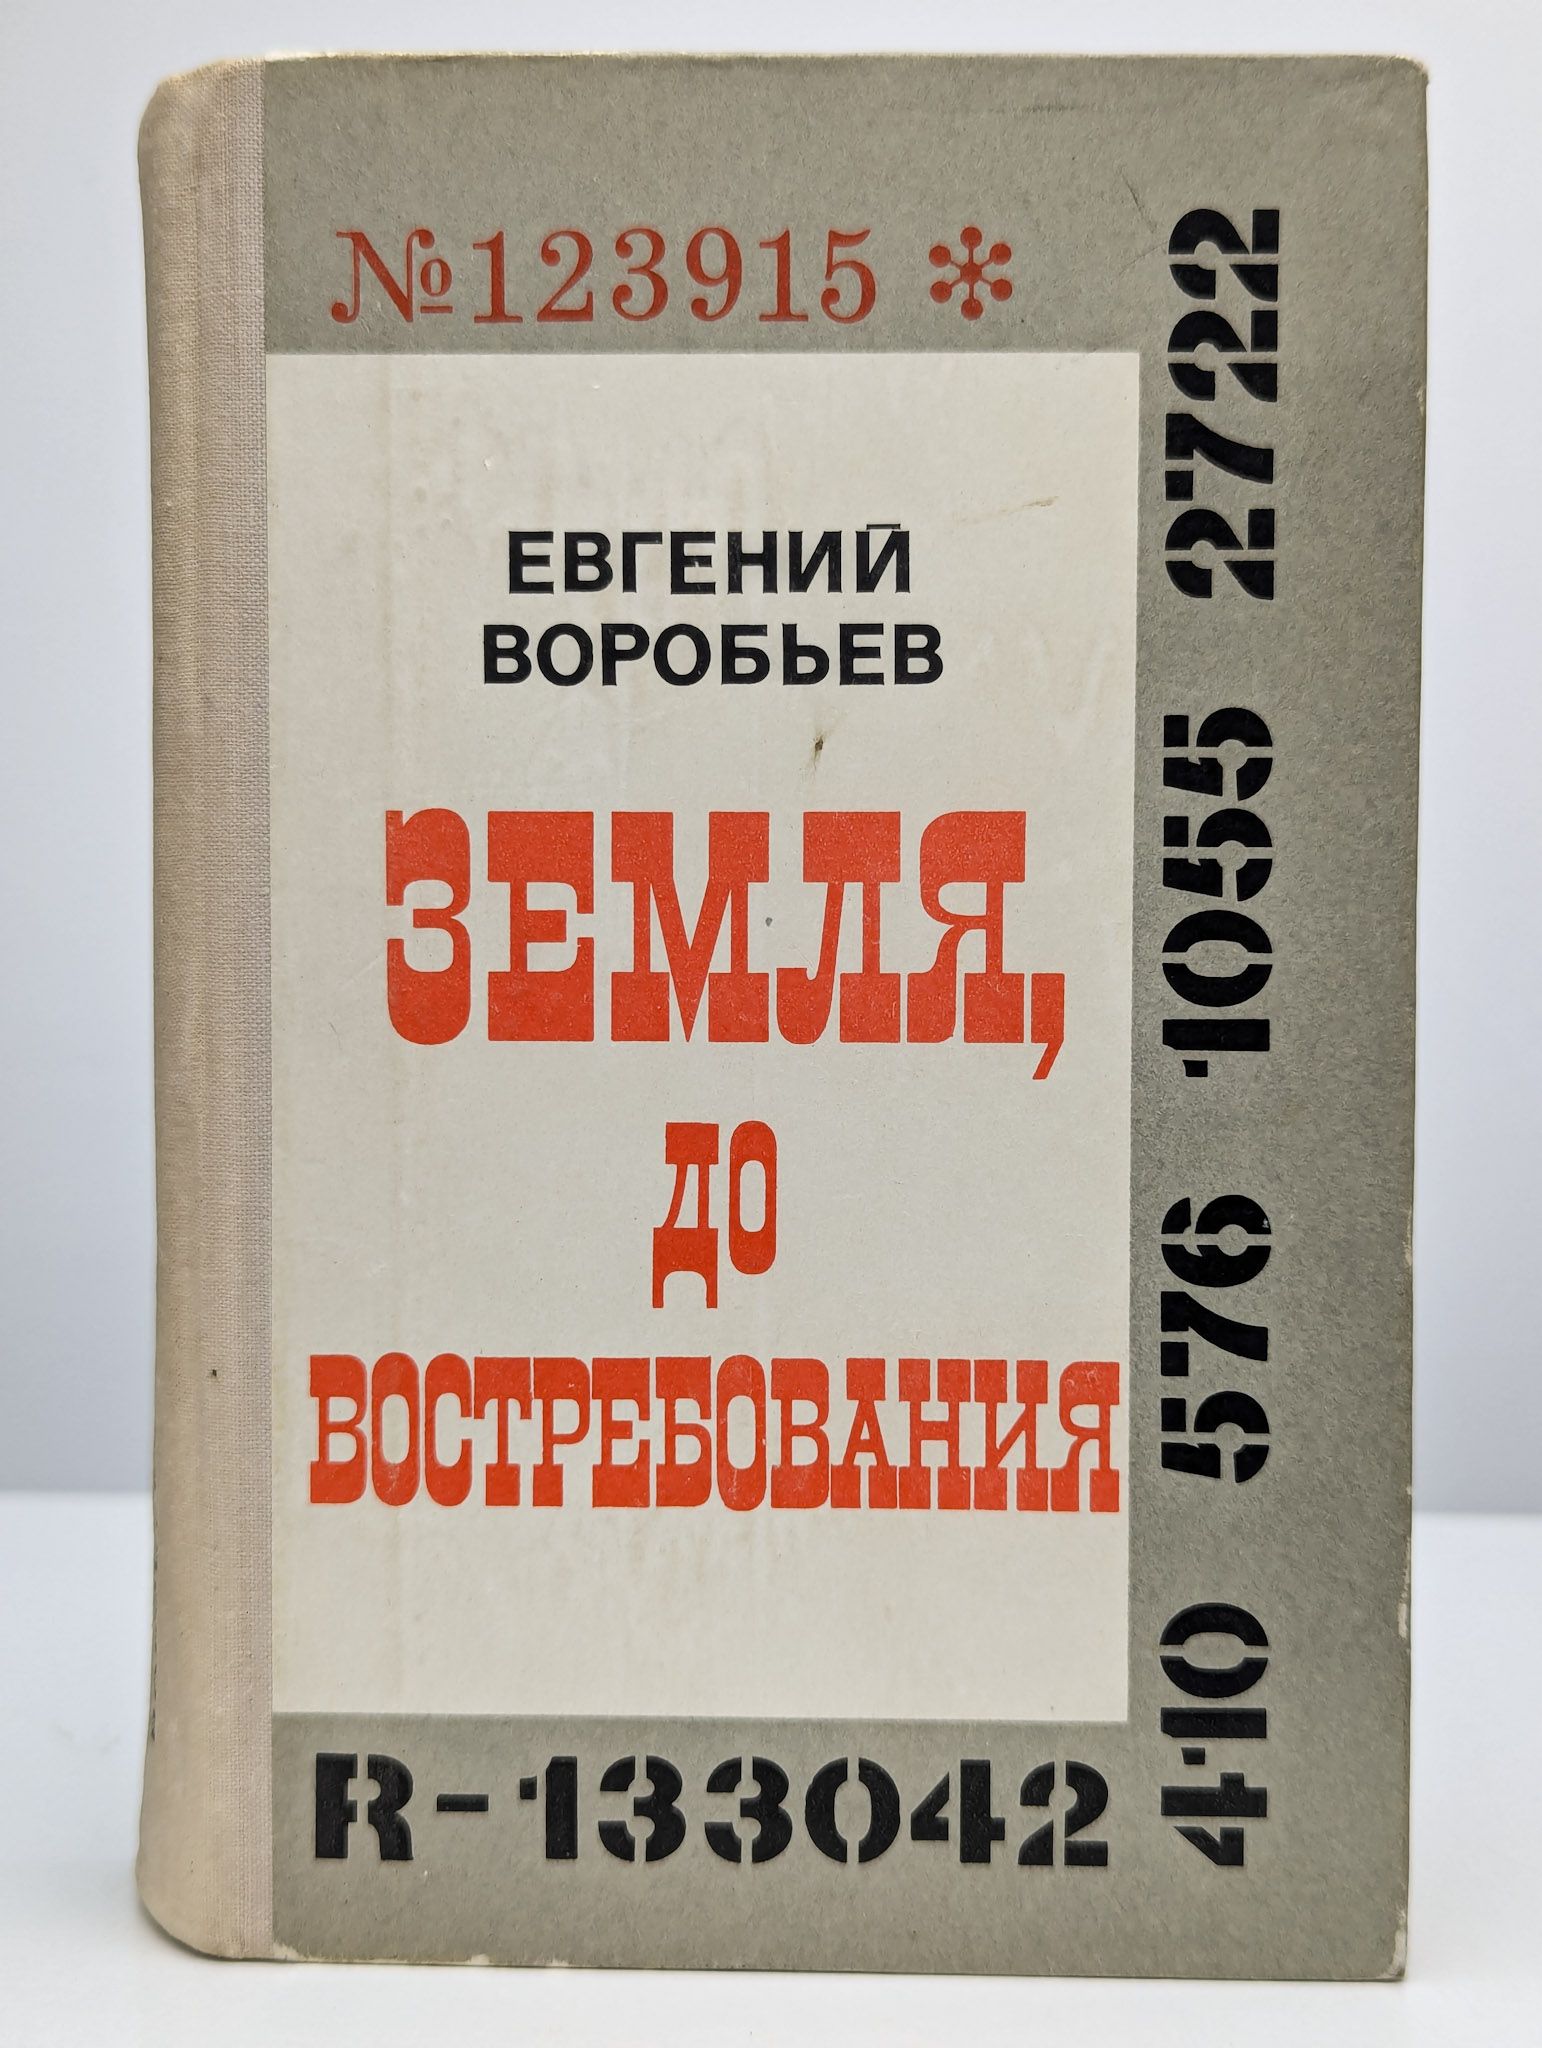 №123915 *
ЕВГЕНИЙ
ВОРОБЬЕВ
ЗЕМЛЯ,
ДО
ВОСТРЕБОВАНИЯ
R-133042
410 576 1055 2722